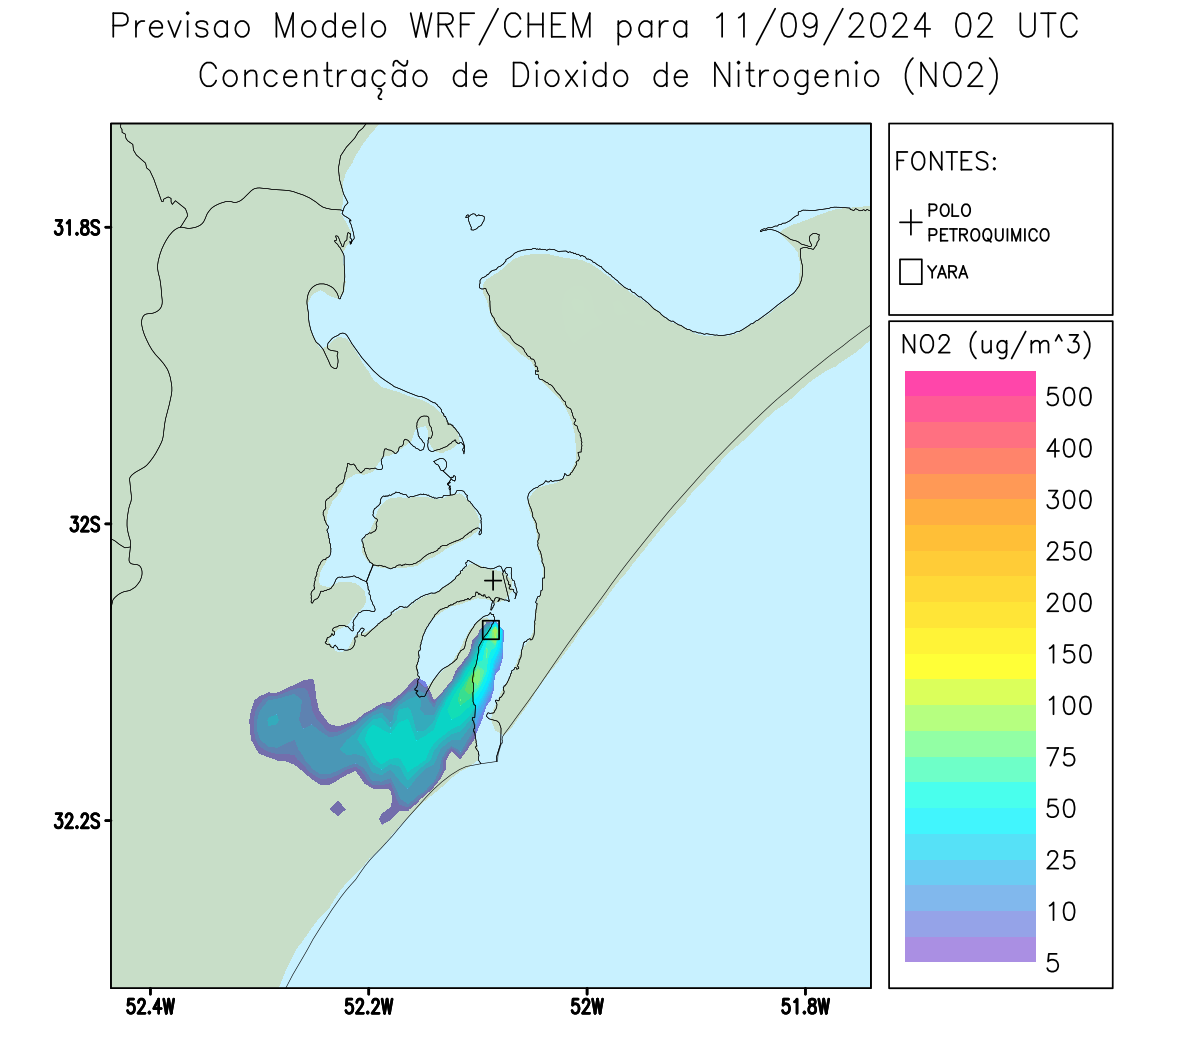 Previsao Modelo WRF/CHEM para 11/09/2024 02 UTC
Concentração de Dioxido de Nitrogenio (NO2)
FONTES:
POLO
PETROQUIMICO
YARA
31.8S
32S
32.2S
52.4W
52.2W
52W
51.8W
NO2 (ug/m^3)
500
400
300
250
200
150
100
75
50
25
10
5